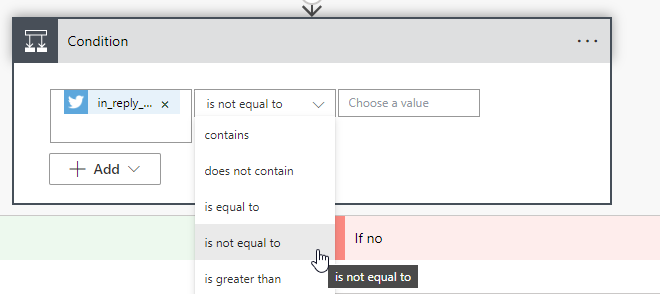 Condition
in_reply_...
is not equal to
Choose a value
contains
does not contain
is equal to
is not equal to
is greater than
Add
If no
is not equal to